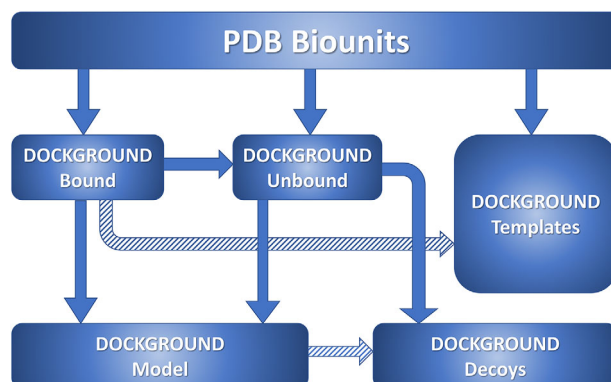 PDB Biounits
DOCKGROUND
Bound
DOCKGROUND
Unbound
DOCKGROUND
Templates
DOCKGROUND
Model
DOCKGROUND
Decoys